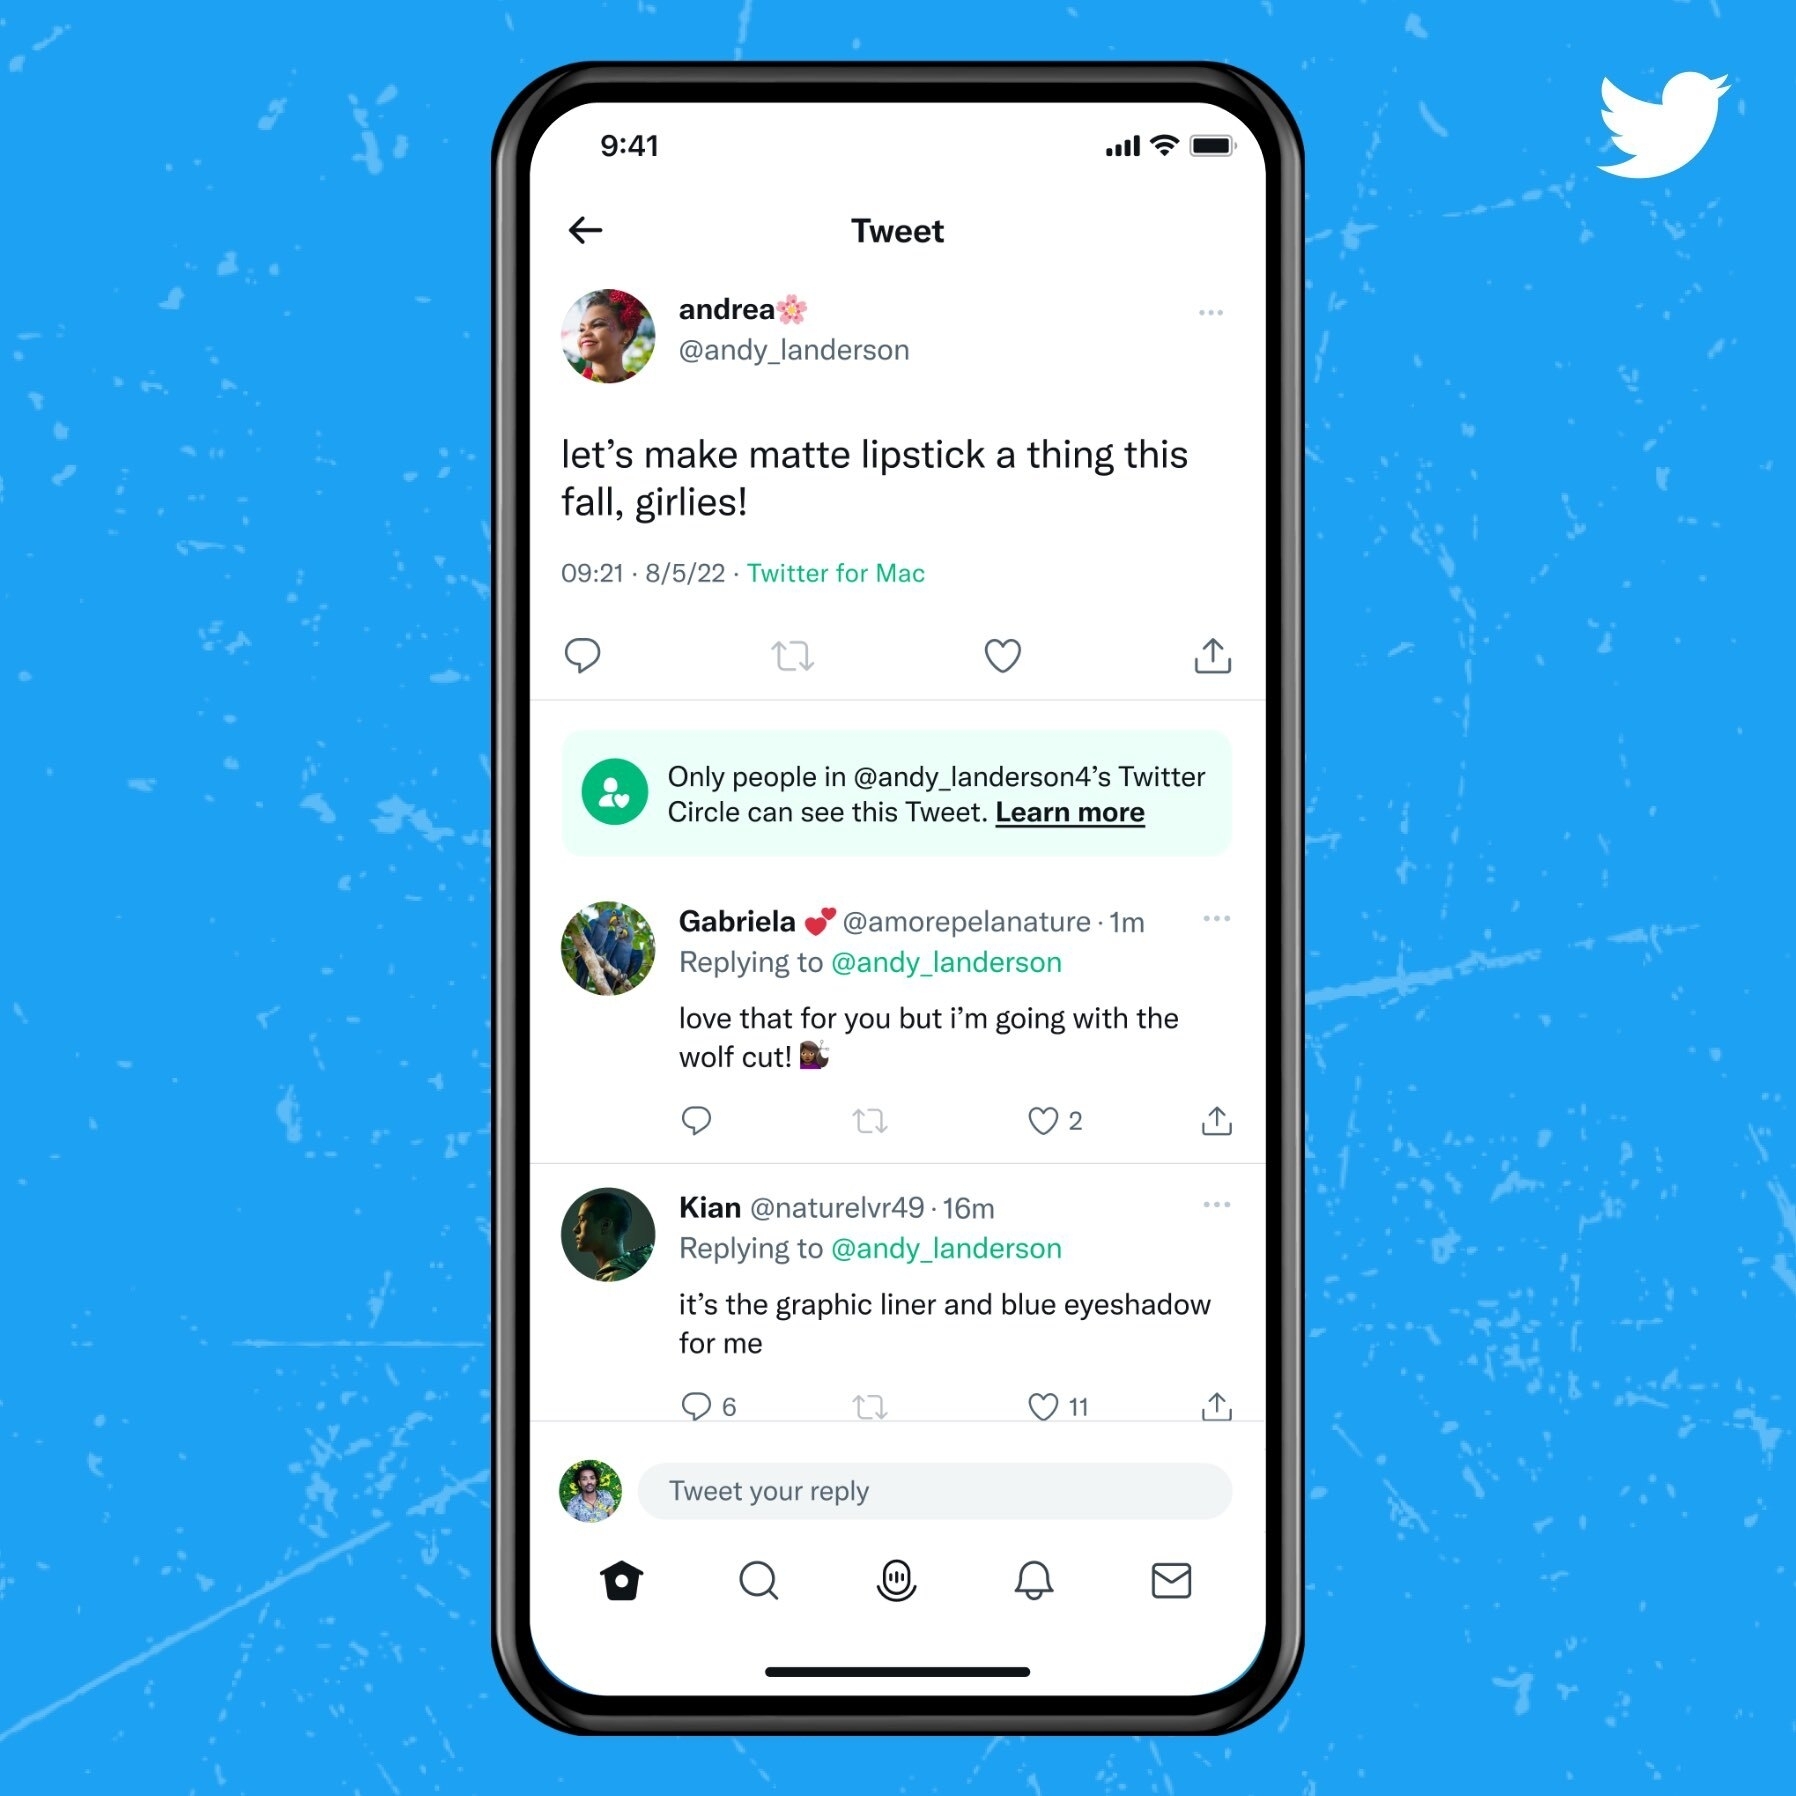 9:41
Tweet
andrea🌸
@andy_landerson
let’s make matte lipstick a thing this
fall, girlies!
09:21 · 8/5/22 · Twitter for Mac
Only people in @andy_landerson4’s Twitter
Circle can see this Tweet. Learn more
Gabriela 💕 @amorepelanature · 1m
Replying to @andy_landerson
love that for you but i’m going with the
wolf cut! 💇🏾‍♀️
2
Kian @naturelvr49 · 16m
Replying to @andy_landerson
it’s the graphic liner and blue eyeshadow
for me
6 11
Tweet your reply